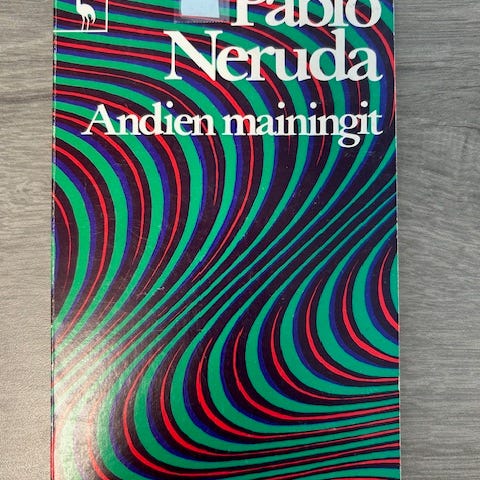 Pablo
Neruda
Andien mainingit